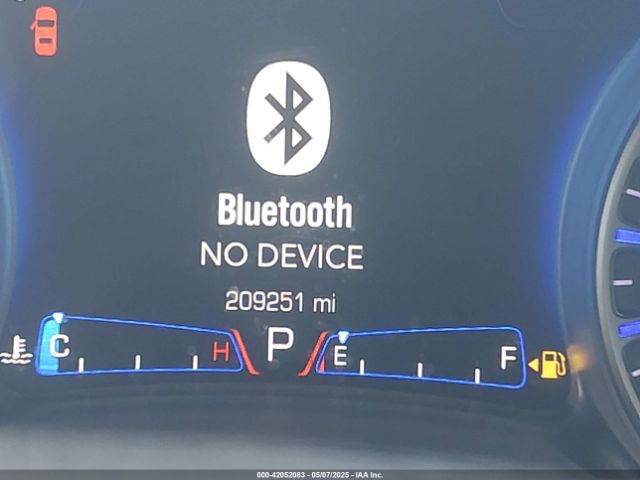 Bluetooth
NO DEVICE
209251 mi
C H P E F
000-42052083 - 05/07/2025 - IAA Inc.